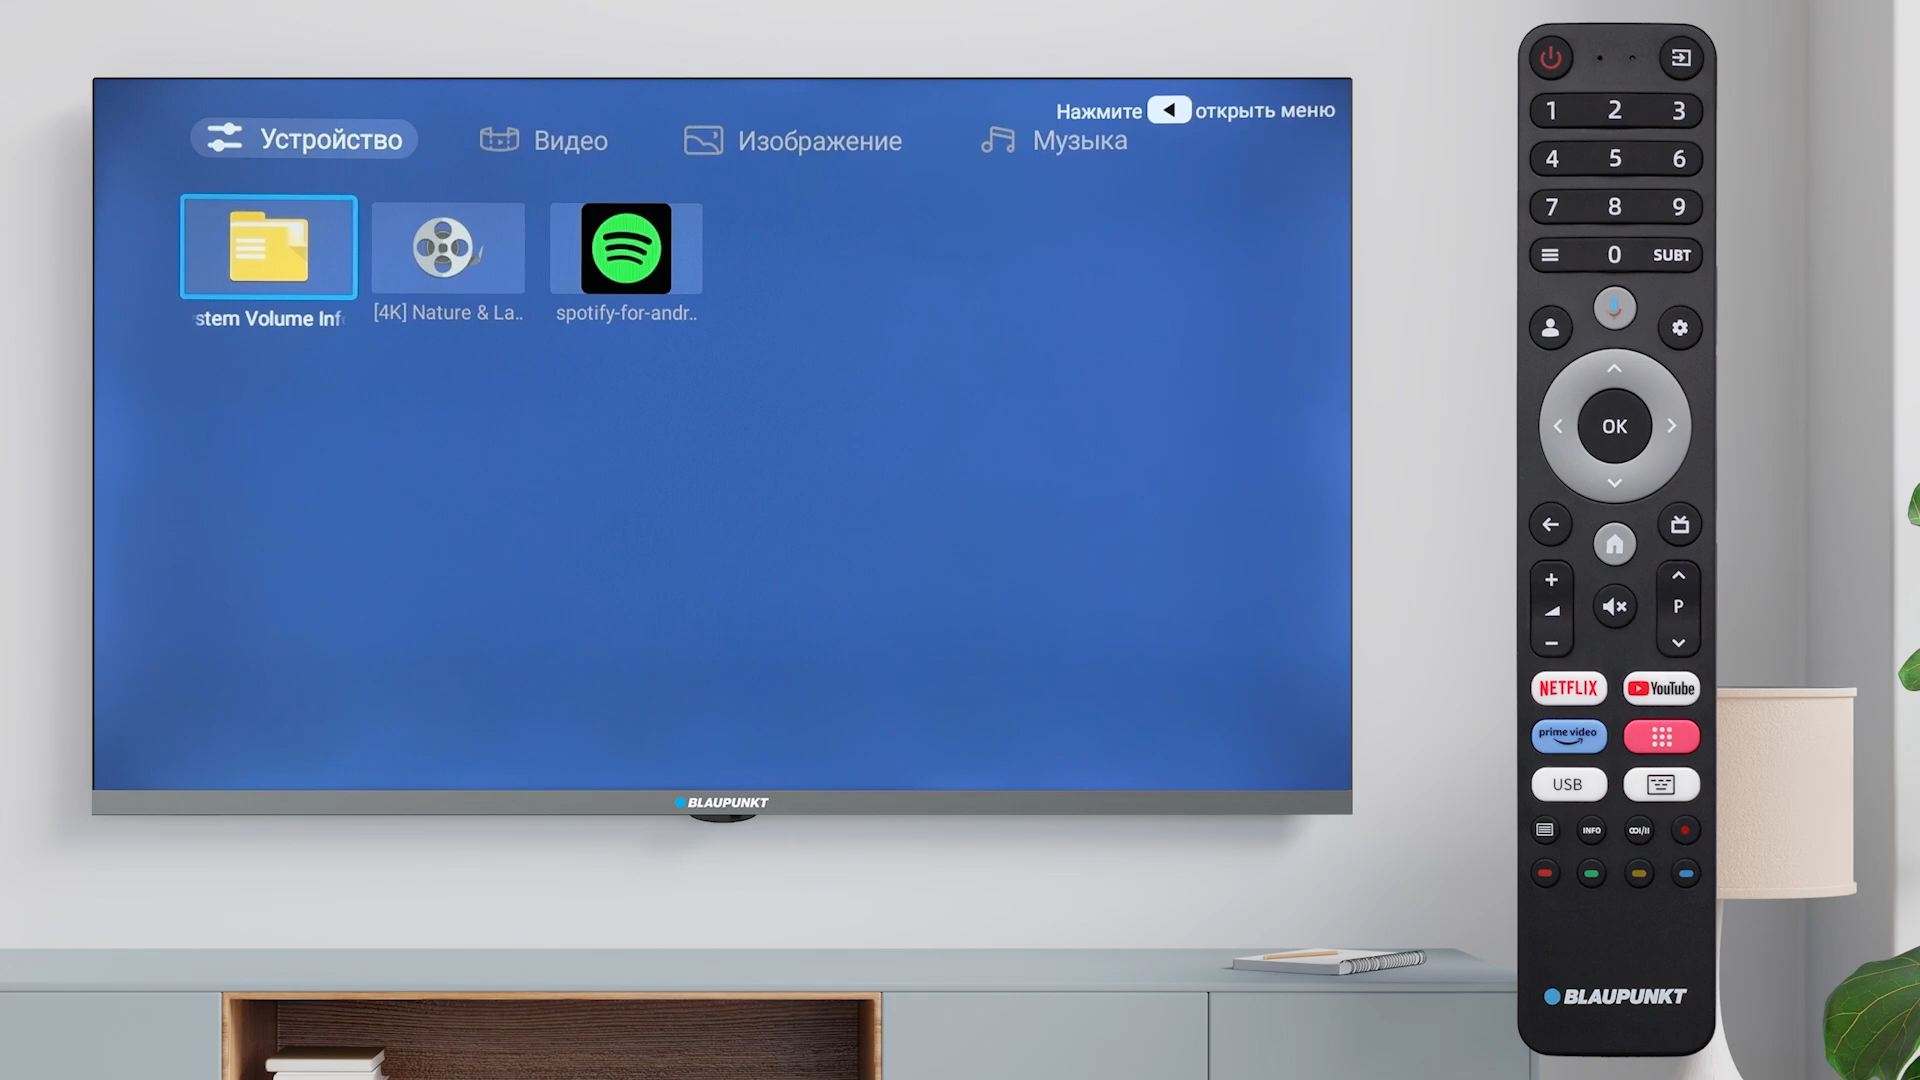 Нажмите ◀ открыть меню
Устройство
Видео
Изображение
Музыка
stem Volume Inf
[4K] Nature & La..
spotify-for-andr..
BLAUPUNKT
1 2 3
4 5 6
7 8 9
0 SUBT
OK
+
P
−
NETFLIX
YouTube
prime video
USB
INFO
BLAUPUNKT